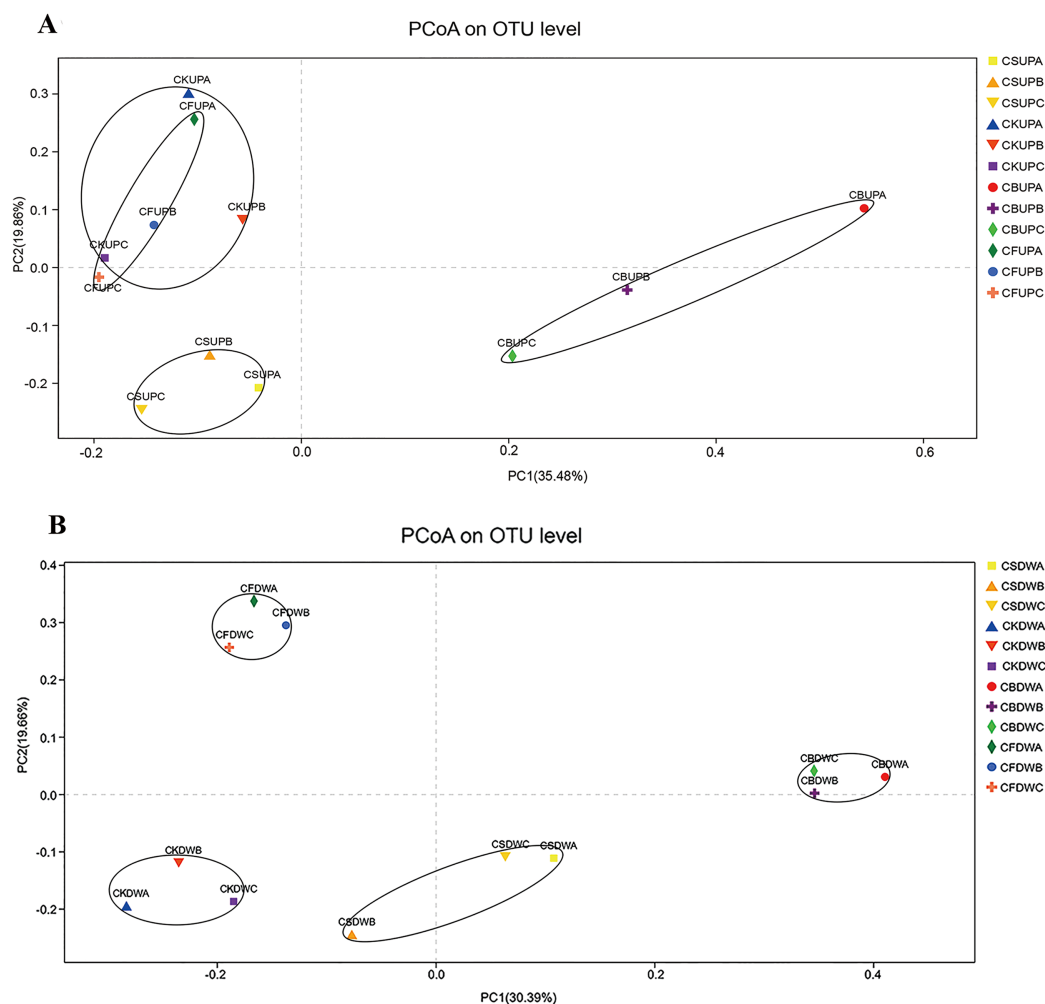 A
PCoA on OTU level
CKUPA
CFUPA
CFUPB
CKUPB
CKUPC
CFUPC
CSUPB
CSUPA
CSUPC
CBUPA
CBUPB
CBUPC
0.3
0.2
0.1
0.0
-0.1
-0.2
PC2(19.86%)
-0.2
0.0
0.2
0.4
0.6
PC1(35.48%)
CSUPA
CSUPB
CSUPC
CKUPA
CKUPB
CKUPC
CBUPA
CBUPB
CBUPC
CFUPA
CFUPB
CFUPC
B
PCoA on OTU level
CFDWA
CFDWB
CFDWC
CBDWC
CBDWA
CBDWB
CKDWB
CKDWA
CKDWC
CSDWC
CSDWA
CSDWB
0.4
0.3
0.2
0.1
0.0
-0.1
-0.2
PC2(19.66%)
-0.2
0.0
0.2
0.4
PC1(30.39%)
CSDWA
CSDWB
CSDWC
CKDWA
CKDWB
CKDWC
CBDWA
CBDWB
CBDWC
CFDWA
CFDWB
CFDWC